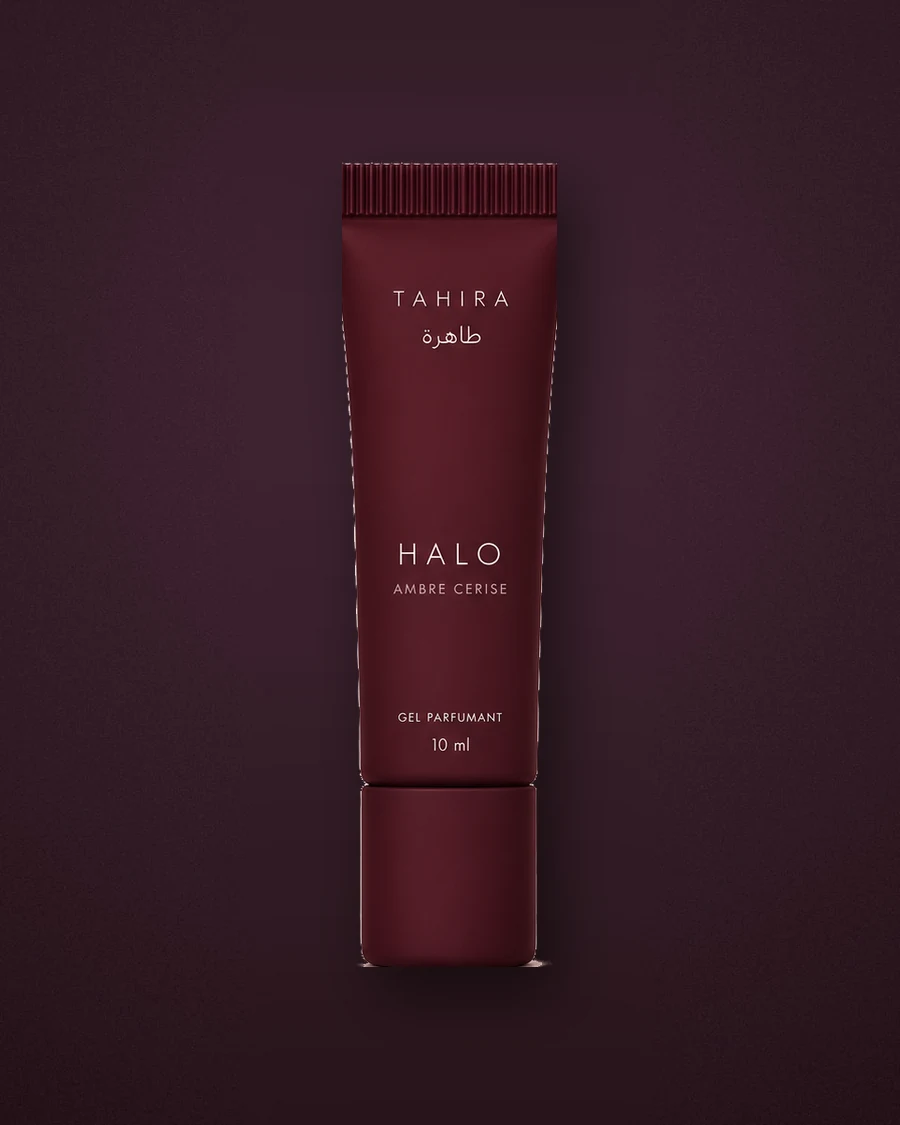 TAHIRA
طاهرة
HALO
AMBRE CERISE
GEL PARFUMANT
10 ml